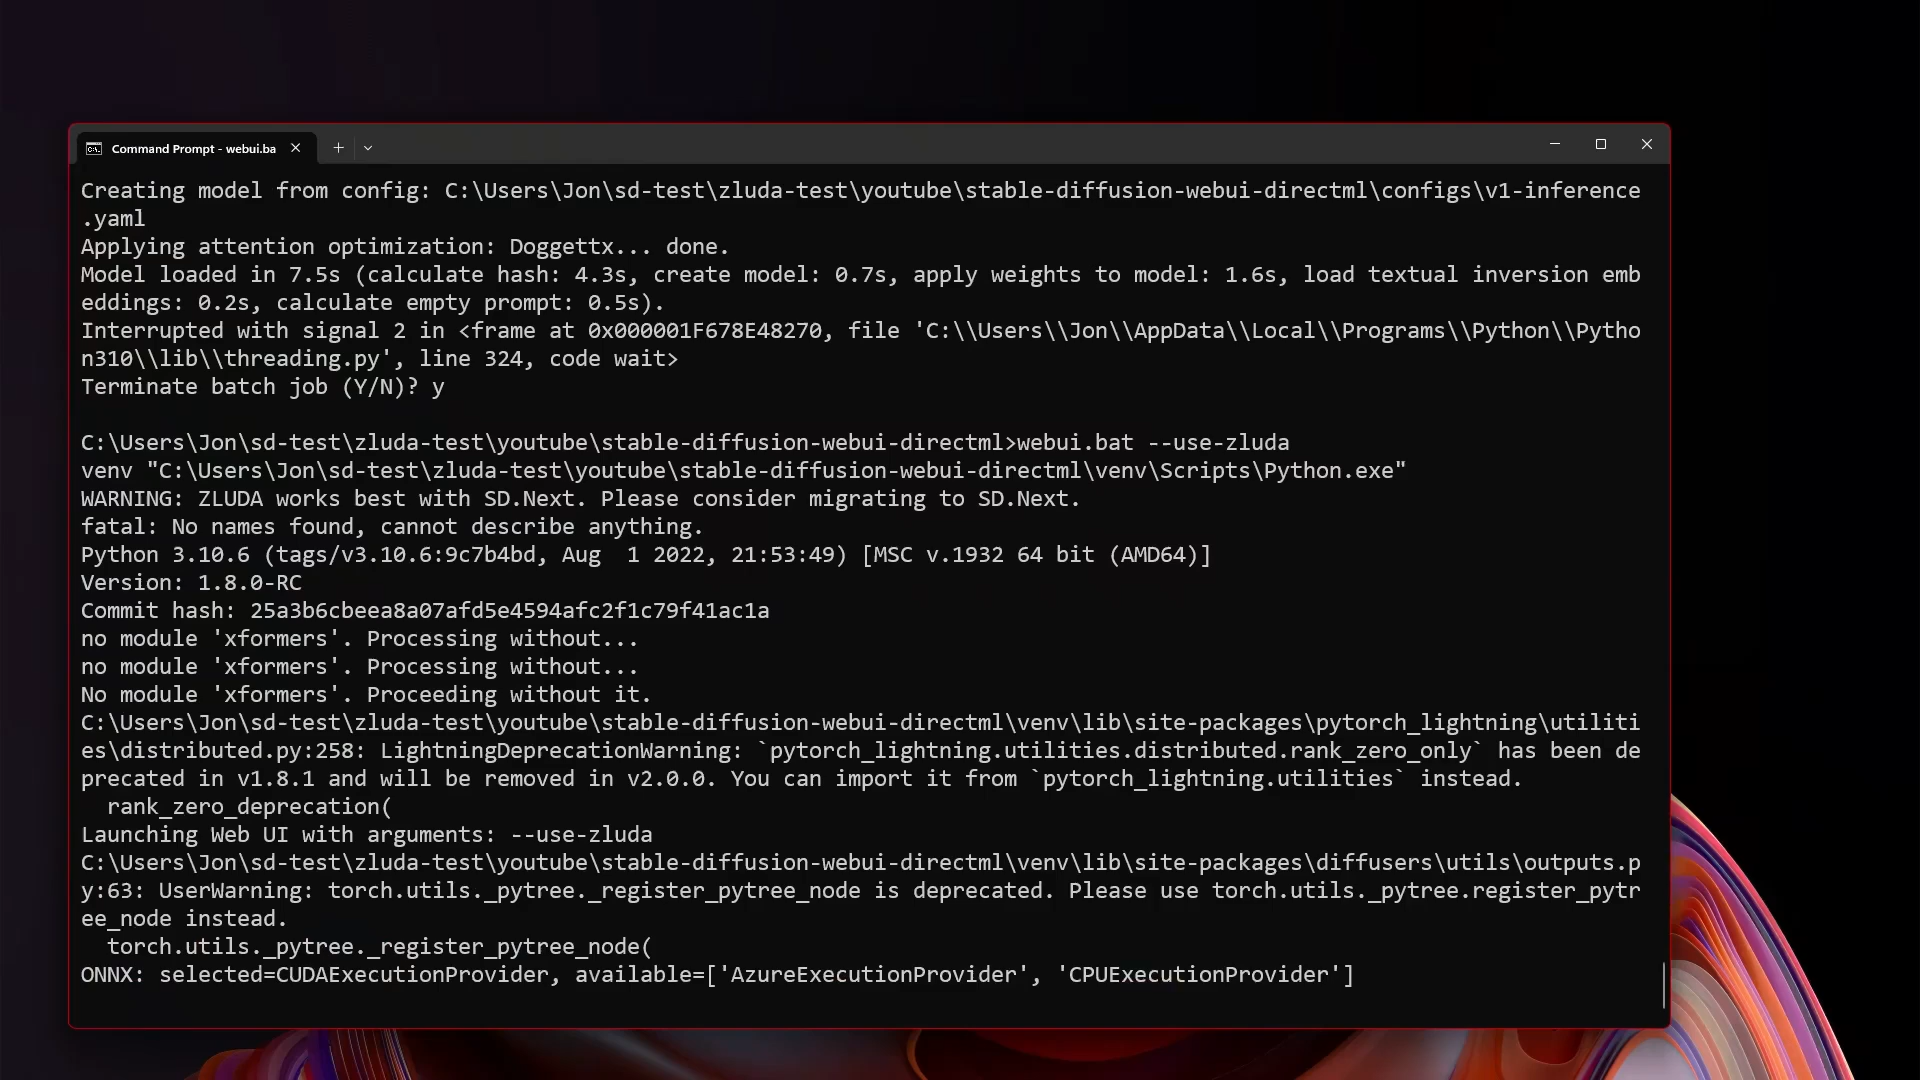 Command Prompt - webui.ba
Creating model from config: C:\Users\Jon\sd-test\zluda-test\youtube\stable-diffusion-webui-directml\configs\v1-inference
.yaml
Applying attention optimization: Doggettx... done.
Model loaded in 7.5s (calculate hash: 4.3s, create model: 0.7s, apply weights to model: 1.6s, load textual inversion emb
eddings: 0.2s, calculate empty prompt: 0.5s).
Interrupted with signal 2 in <frame at 0x000001F678E48270, file 'C:\\Users\\Jon\\AppData\\Local\\Programs\\Python\\Pytho
n310\\lib\\threading.py', line 324, code wait>
Terminate batch job (Y/N)? y
C:\Users\Jon\sd-test\zluda-test\youtube\stable-diffusion-webui-directml>webui.bat --use-zluda
venv "C:\Users\Jon\sd-test\zluda-test\youtube\stable-diffusion-webui-directml\venv\Scripts\Python.exe"
WARNING: ZLUDA works best with SD.Next. Please consider migrating to SD.Next.
fatal: No names found, cannot describe anything.
Python 3.10.6 (tags/v3.10.6:9c7b4bd, Aug  1 2022, 21:53:49) [MSC v.1932 64 bit (AMD64)]
Version: 1.8.0-RC
Commit hash: 25a3b6cbeea8a07afd5e4594afc2f1c79f41ac1a
no module 'xformers'. Processing without...
no module 'xformers'. Processing without...
No module 'xformers'. Proceeding without it.
C:\Users\Jon\sd-test\zluda-test\youtube\stable-diffusion-webui-directml\venv\lib\site-packages\pytorch_lightning\utiliti
es\distributed.py:258: LightningDeprecationWarning: `pytorch_lightning.utilities.distributed.rank_zero_only` has been de
precated in v1.8.1 and will be removed in v2.0.0. You can import it from `pytorch_lightning.utilities` instead.
  rank_zero_deprecation(
Launching Web UI with arguments: --use-zluda
C:\Users\Jon\sd-test\zluda-test\youtube\stable-diffusion-webui-directml\venv\lib\site-packages\diffusers\utils\outputs.p
y:63: UserWarning: torch.utils._pytree._register_pytree_node is deprecated. Please use torch.utils._pytree.register_pytr
ee_node instead.
  torch.utils._pytree._register_pytree_node(
ONNX: selected=CUDAExecutionProvider, available=['AzureExecutionProvider', 'CPUExecutionProvider']